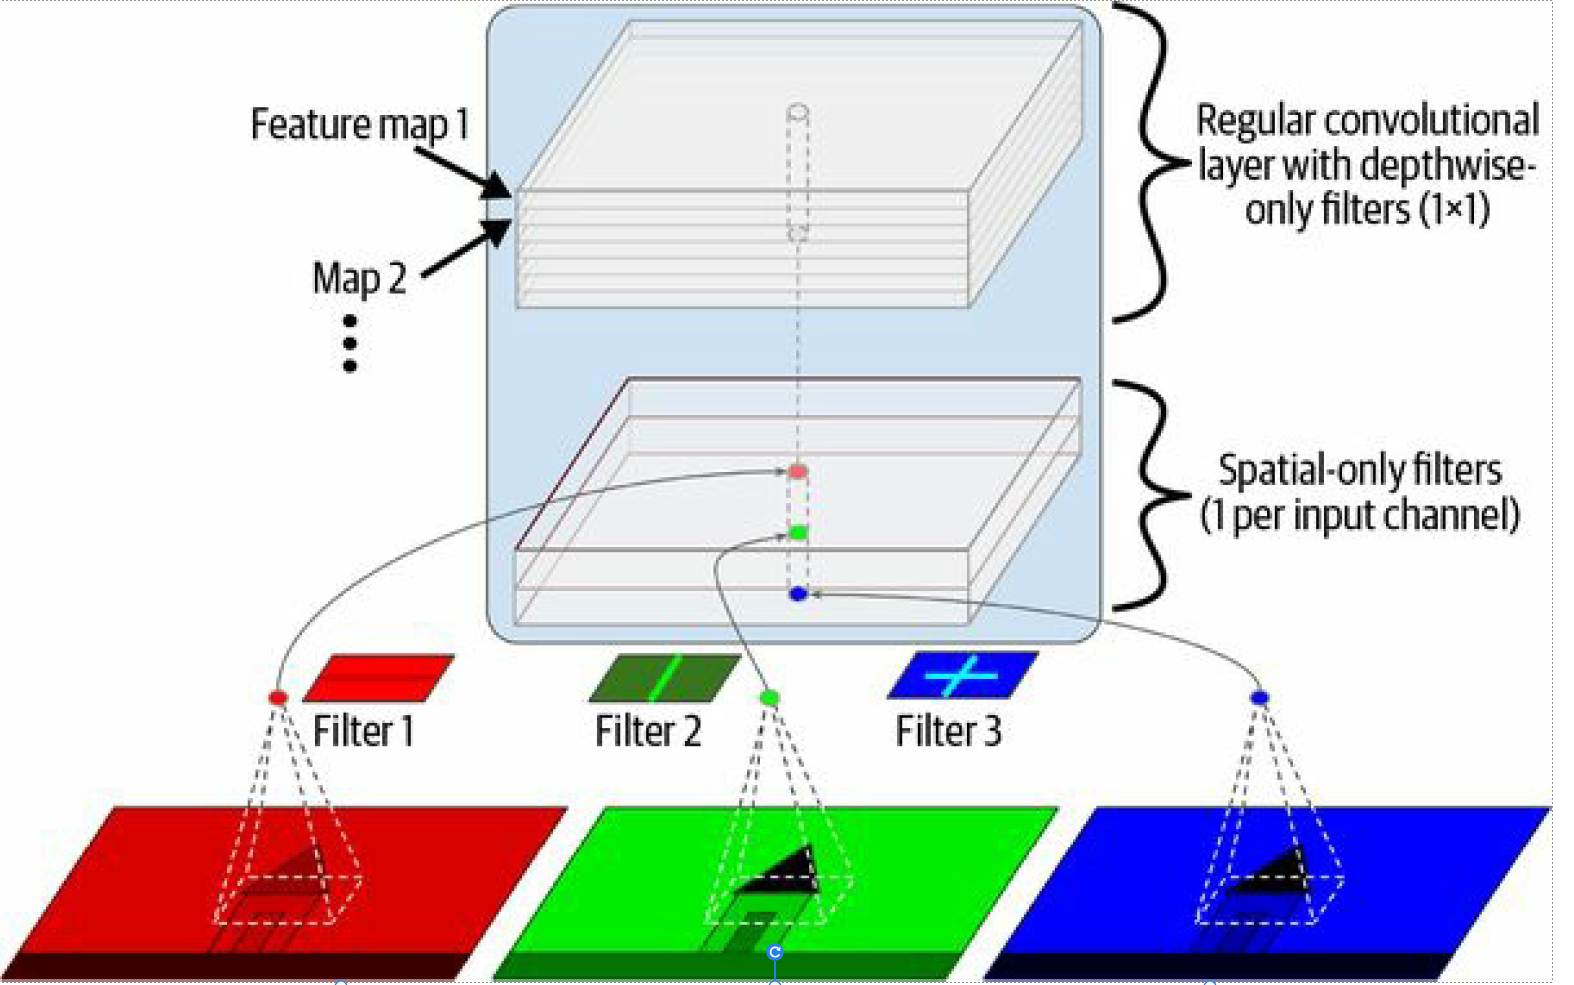 Feature map 1
Map 2
Regular convolutional
layer with depthwise-
only filters (1×1)
Spatial-only filters
(1 per input channel)
Filter 1
Filter 2
Filter 3